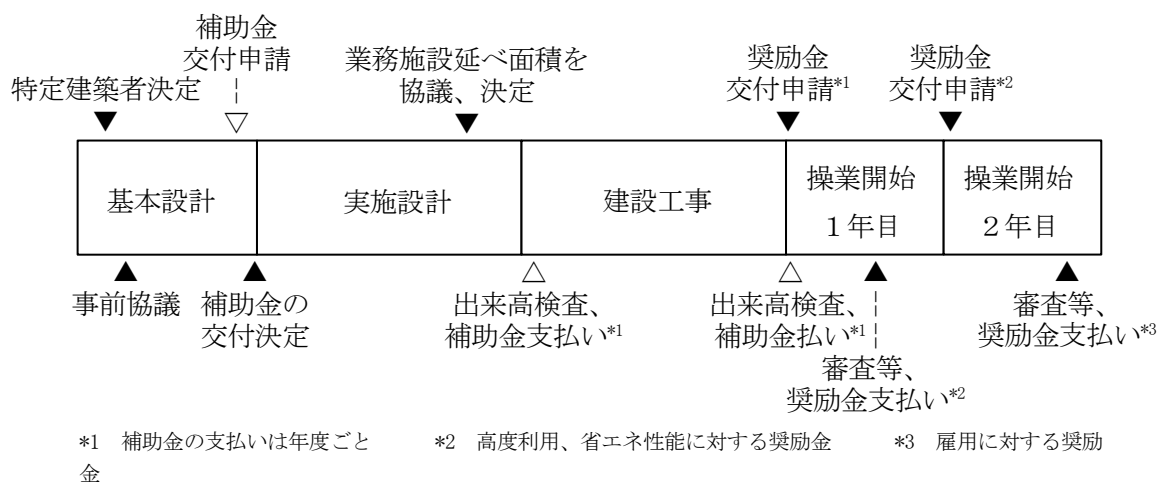 補助金
交付申請
特定建築者決定
業務施設延べ面積を
協議、決定
奨励金
交付申請*1
奨励金
交付申請*2
基本設計
実施設計
建設工事
操業開始
1年目
操業開始
2年目
事前協議
補助金の
交付決定
出来高検査、
補助金支払い*1
出来高検査、
補助金払い*1
審査等、
奨励金支払い*2
審査等、
奨励金支払い*3
*1 補助金の支払いは年度ごと *2 高度利用、省エネ性能に対する奨励金 *3 雇用に対する奨励
金